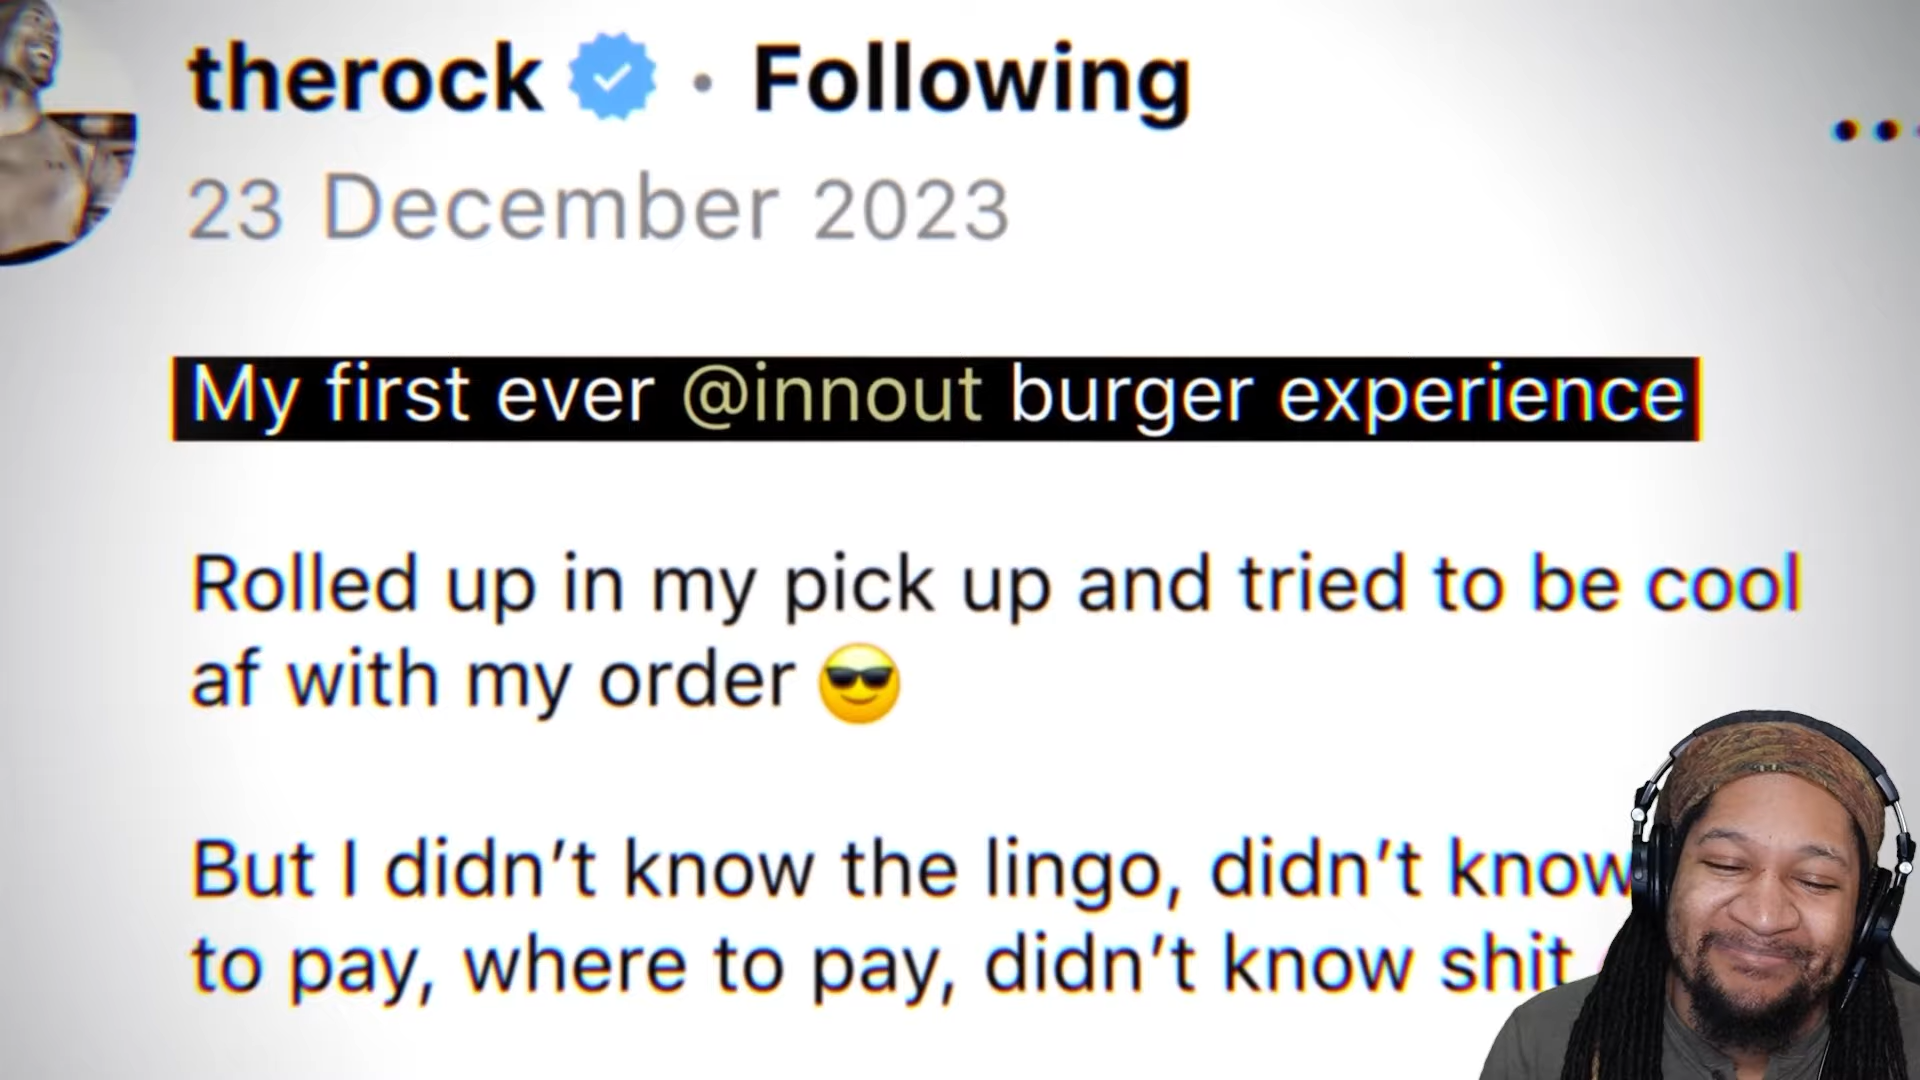 therock • Following
23 December 2023
My first ever @innout burger experience
Rolled up in my pick up and tried to be cool
af with my order 😎
But I didn’t know the lingo, didn’t know
to pay, where to pay, didn’t know shit